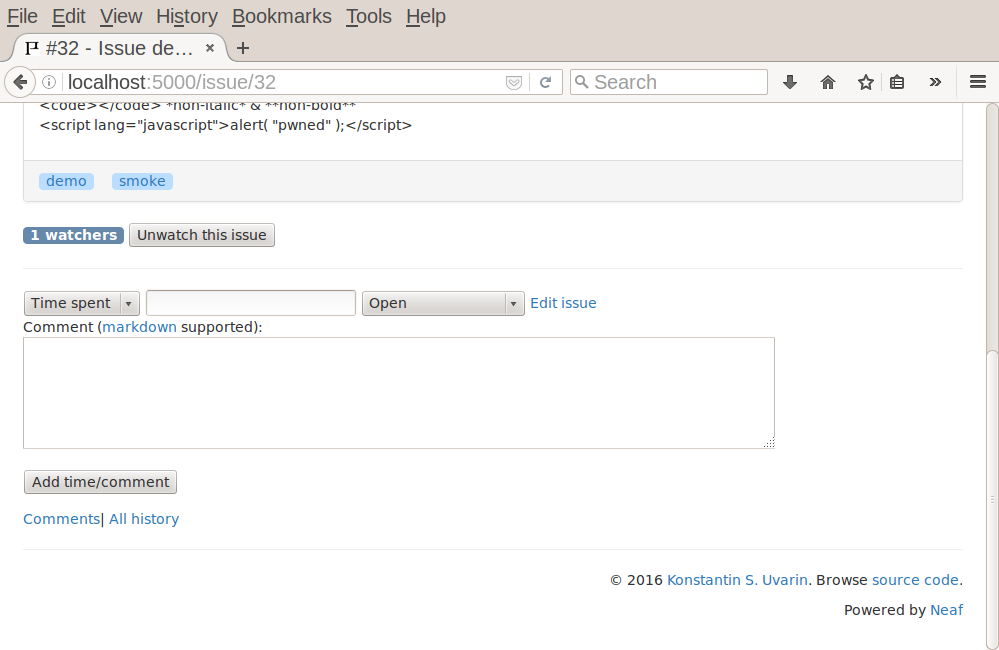 File Edit View History Bookmarks Tools Help
#32 - Issue de... × +
localhost:5000/issue/32 Search
<code></code> *non-italic* & **non-bold**
<script lang="javascript">alert( "pwned" );</script>
demo smoke
1 watchers Unwatch this issue
Time spent Open Edit issue
Comment (markdown supported):
Add time/comment
Comments| All history
© 2016 Konstantin S. Uvarin. Browse source code.
Powered by Neaf